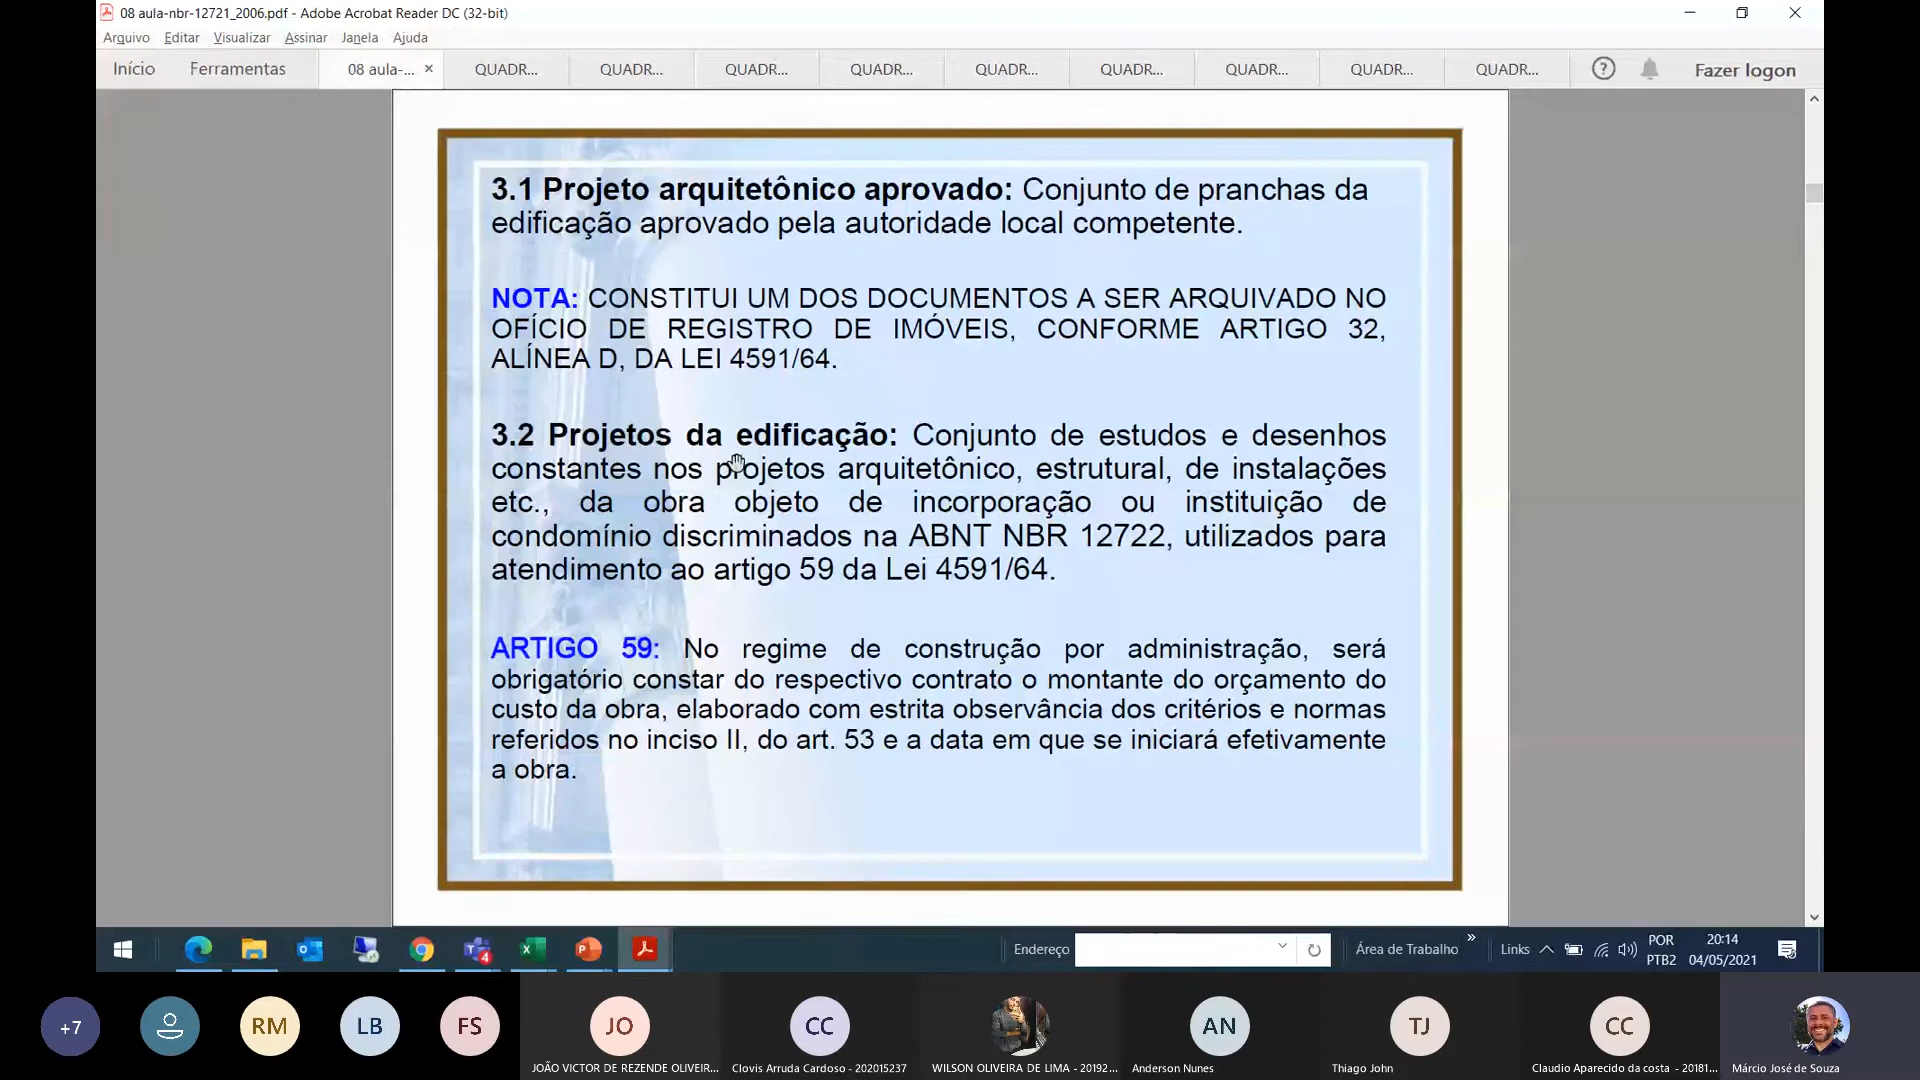 08 aula-nbr-12721_2006.pdf - Adobe Acrobat Reader DC (32-bit)
Arquivo Editar Visualizar Assinar Janela Ajuda
Início Ferramentas 08 aula-... × QUADR... QUADR... QUADR... QUADR... QUADR... QUADR... QUADR... QUADR... QUADR... ? Fazer logon
3.1 Projeto arquitetônico aprovado: Conjunto de pranchas da
edificação aprovado pela autoridade local competente.
NOTA: CONSTITUI UM DOS DOCUMENTOS A SER ARQUIVADO NO
OFÍCIO DE REGISTRO DE IMÓVEIS, CONFORME ARTIGO 32,
ALÍNEA D, DA LEI 4591/64.
3.2 Projetos da edificação: Conjunto de estudos e desenhos
constantes nos projetos arquitetônico, estrutural, de instalações
etc., da obra objeto de incorporação ou instituição de
condomínio discriminados na ABNT NBR 12722, utilizados para
atendimento ao artigo 59 da Lei 4591/64.
ARTIGO 59: No regime de construção por administração, será
obrigatório constar do respectivo contrato o montante do orçamento do
custo da obra, elaborado com estrita observância dos critérios e normas
referidos no inciso II, do art. 53 e a data em que se iniciará efetivamente
a obra.
4 Endereço Área de Trabalho » Links POR 20:14
PTB2 04/05/2021
+7 RM LB FS JO CC AN TJ CC
JOÃO VICTOR DE REZENDE OLIVEIR... Clovis Arruda Cardoso - 202015237 WILSON OLIVEIRA DE LIMA - 20192... Anderson Nunes Thiago John Claudio Aparecido da costa - 20181... Márcio José de Souza